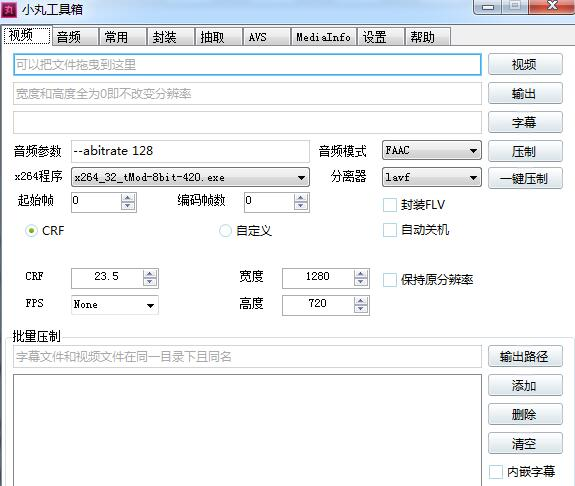 小丸工具箱
视频 音频 常用 封装 抽取 AVS MediaInfo 设置 帮助
可以把文件拖曳到这里 视频
宽度和高度全为0即不改变分辨率 输出
字幕
音频参数 --abitrate 128 音频模式 FAAC 压制
x264程序 x264_32_tMod-8bit-420.exe 分离器 lavf 一键压制
起始帧 0 编码帧数 0 封装FLV
CRF 自定义 自动关机
CRF 23.5 宽度 1280 保持原分辨率
FPS None 高度 720
批量压制
字幕文件和视频文件在同一目录下且同名 输出路径
添加
删除
清空
内嵌字幕